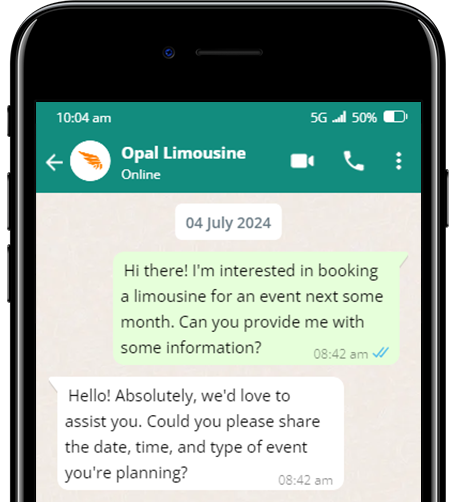 10:04 am 5G 50%
Opal Limousine
Online
04 July 2024
Hi there! I'm interested in booking
a limousine for an event next some
month. Can you provide me with
some information?
08:42 am
Hello! Absolutely, we'd love to
assist you. Could you please share
the date, time, and type of event
you're planning?
08:42 am